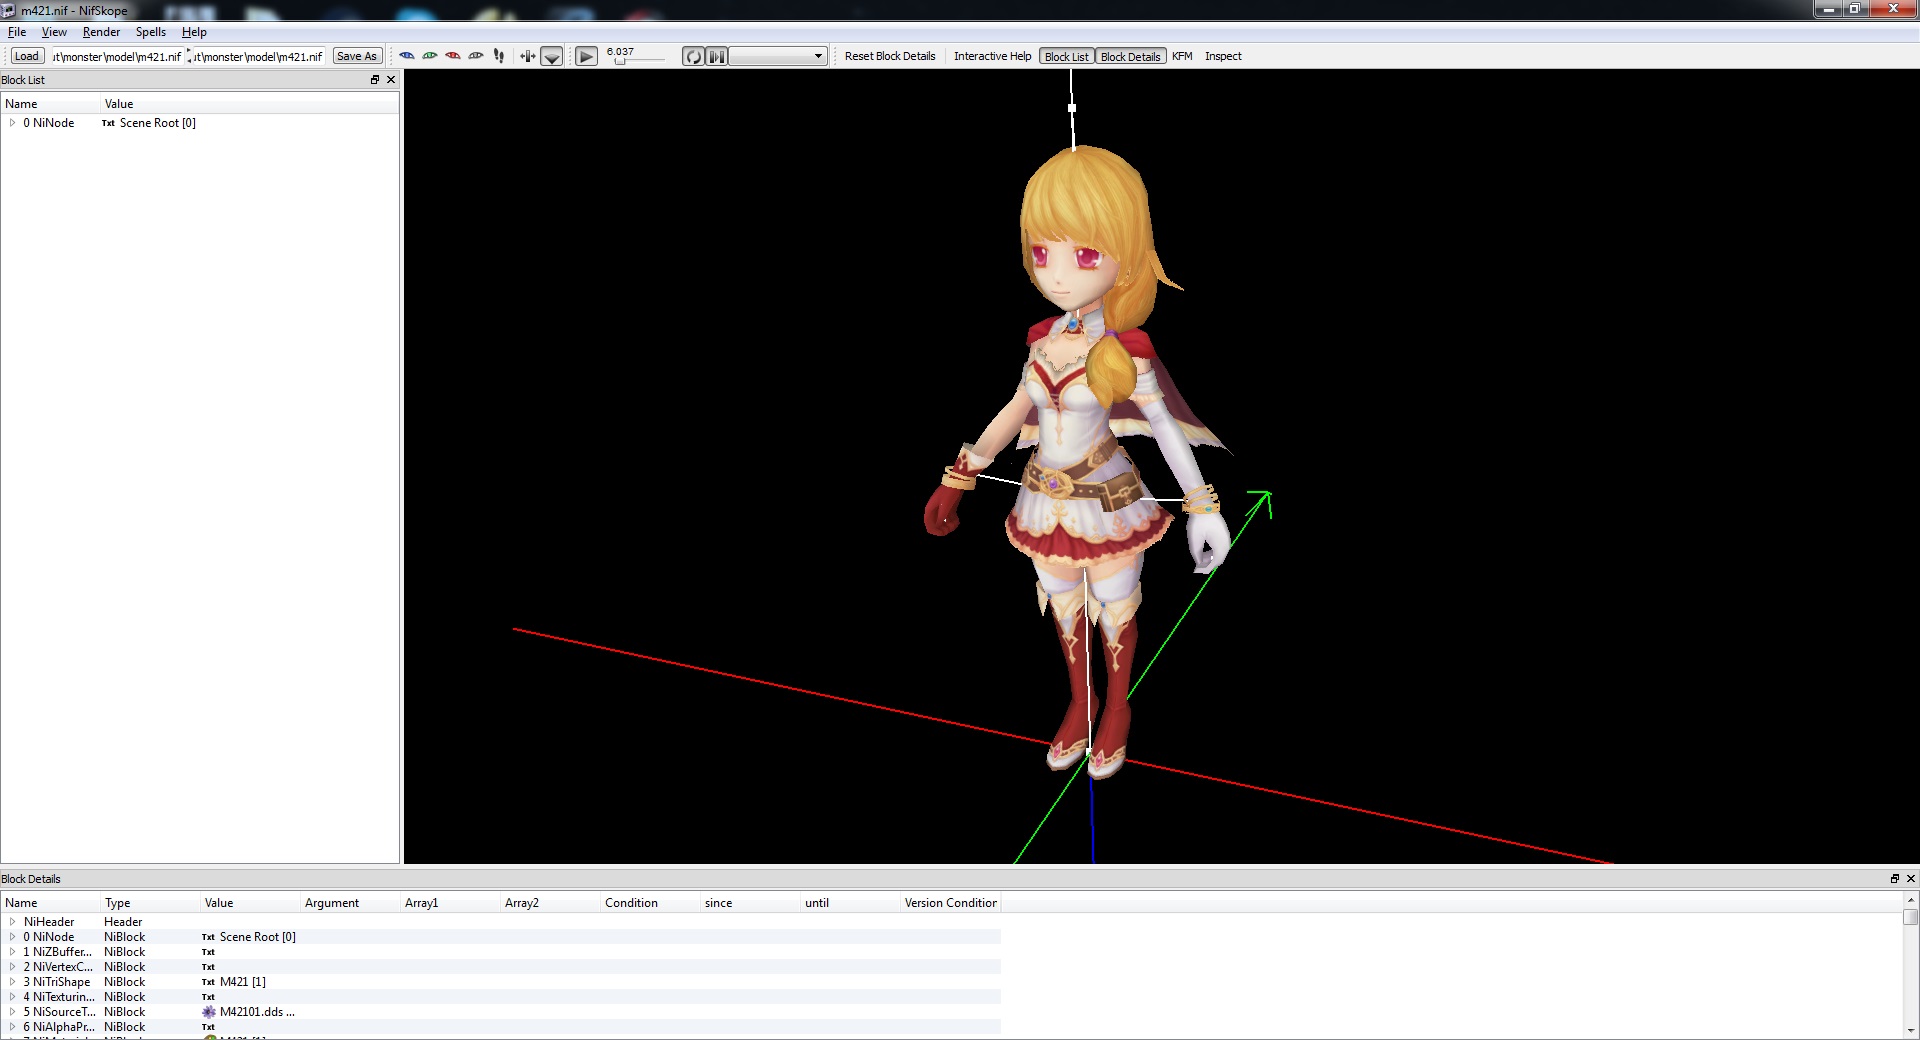 m421.nif - NifSkope
File View Render Spells Help
Load ut\monster\model\m421.nif ut\monster\model\m421.nif Save As 6.037 Reset Block Details Interactive Help Block List Block Details KFM Inspect
Block List
Name Value
0 NiNode Txt Scene Root [0]
Block Details
Name Type Value Argument Array1 Array2 Condition since until Version Condition
NiHeader Header
0 NiNode NiBlock Txt Scene Root [0]
1 NiZBuffer... NiBlock Txt
2 NiVertexC... NiBlock Txt
3 NiTriShape NiBlock Txt M421 [1]
4 NiTexturin... NiBlock Txt
5 NiSourceT... NiBlock M42101.dds ...
6 NiAlphaPr... NiBlock Txt